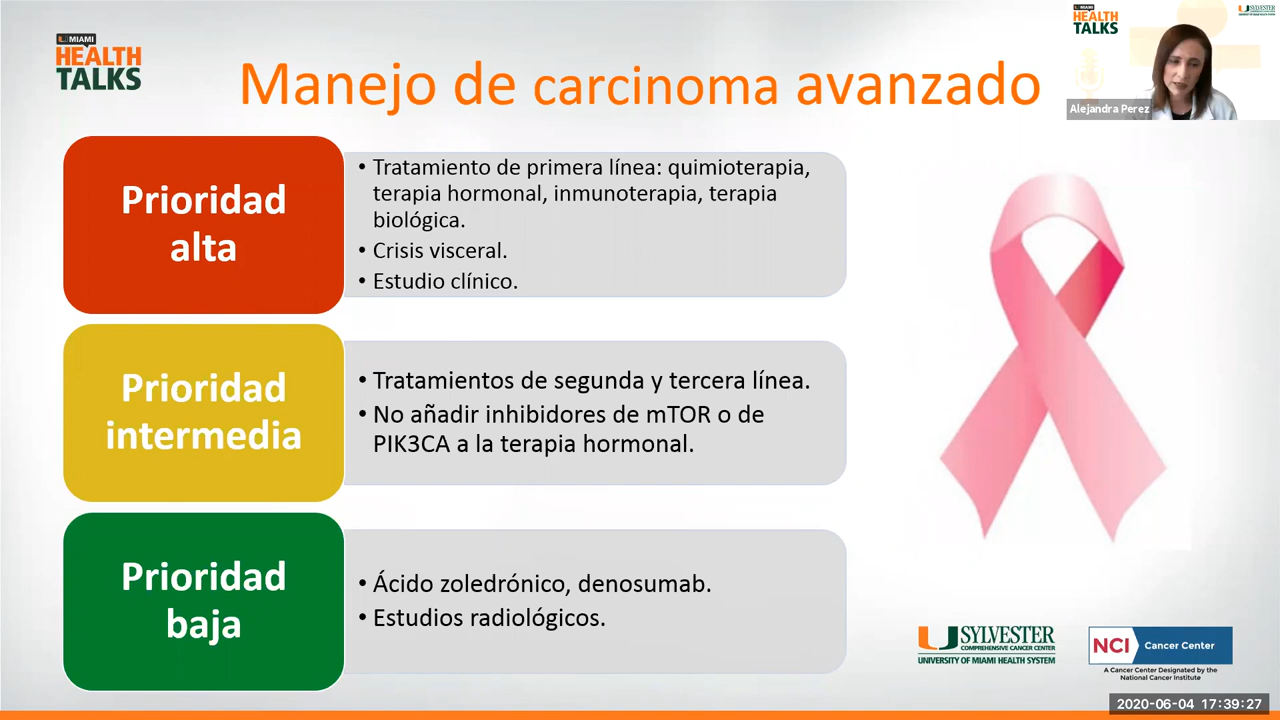 U MIAMI
HEALTH
TALKS
Manejo de carcinoma avanzado
HEALTH
TALKS
SYLVESTER
Alejandra Perez
Prioridad
alta
• Tratamiento de primera línea: quimioterapia,
terapia hormonal, inmunoterapia, terapia
biológica.
• Crisis visceral.
• Estudio clínico.
Prioridad
intermedia
• Tratamientos de segunda y tercera línea.
• No añadir inhibidores de mTOR o de
PIK3CA a la terapia hormonal.
Prioridad
baja
• Ácido zoledrónico, denosumab.
• Estudios radiológicos.
SYLVESTER
COMPREHENSIVE CANCER CENTER
UNIVERSITY OF MIAMI HEALTH SYSTEM
NCI Cancer Center
A Cancer Center Designated by the
National Cancer Institute
2020-06-04 17:39:27